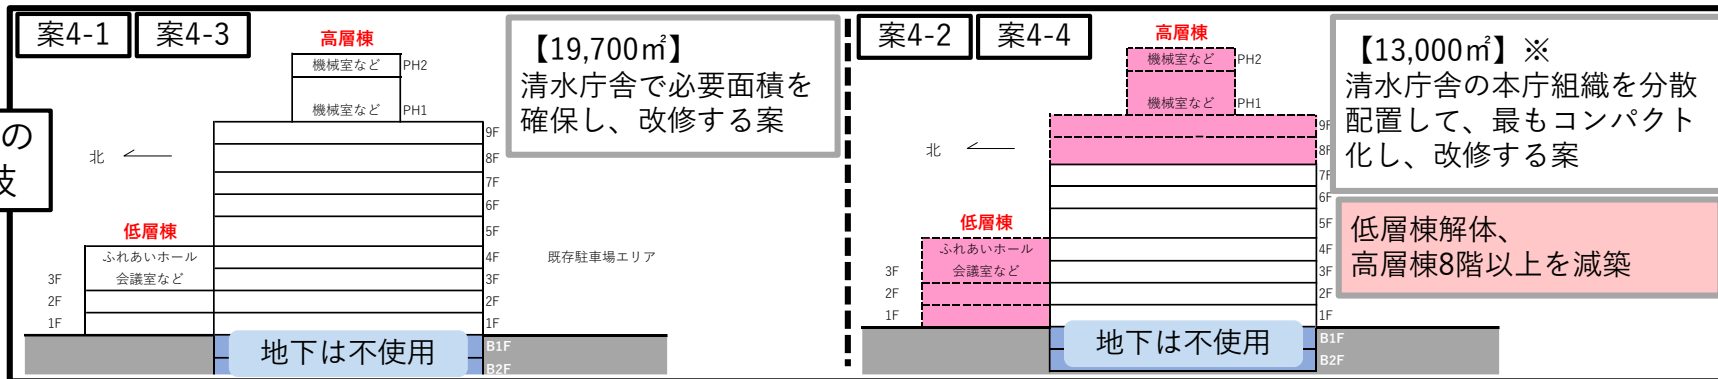 案4-1
案4-3
高層棟
機械室など
PH2
機械室など
PH1
【19,700㎡】
清水庁舎で必要面積を
確保し、改修する案
の
北
9F
8F
7F
6F
5F
4F
3F
2F
1F
低層棟
ふれあいホール
会議室など
3F
2F
1F
既存駐車場エリア
地下は不使用
B1F
B2F
案4-2
案4-4
高層棟
機械室など
PH2
機械室など
PH1
【13,000㎡】※
清水庁舎の本庁組織を分散
配置して、最もコンパクト
化し、改修する案
北
9F
8F
7F
6F
5F
4F
3F
2F
1F
低層棟
ふれあいホール
会議室など
3F
2F
1F
低層棟解体、
高層棟8階以上を減築
地下は不使用
B1F
B2F